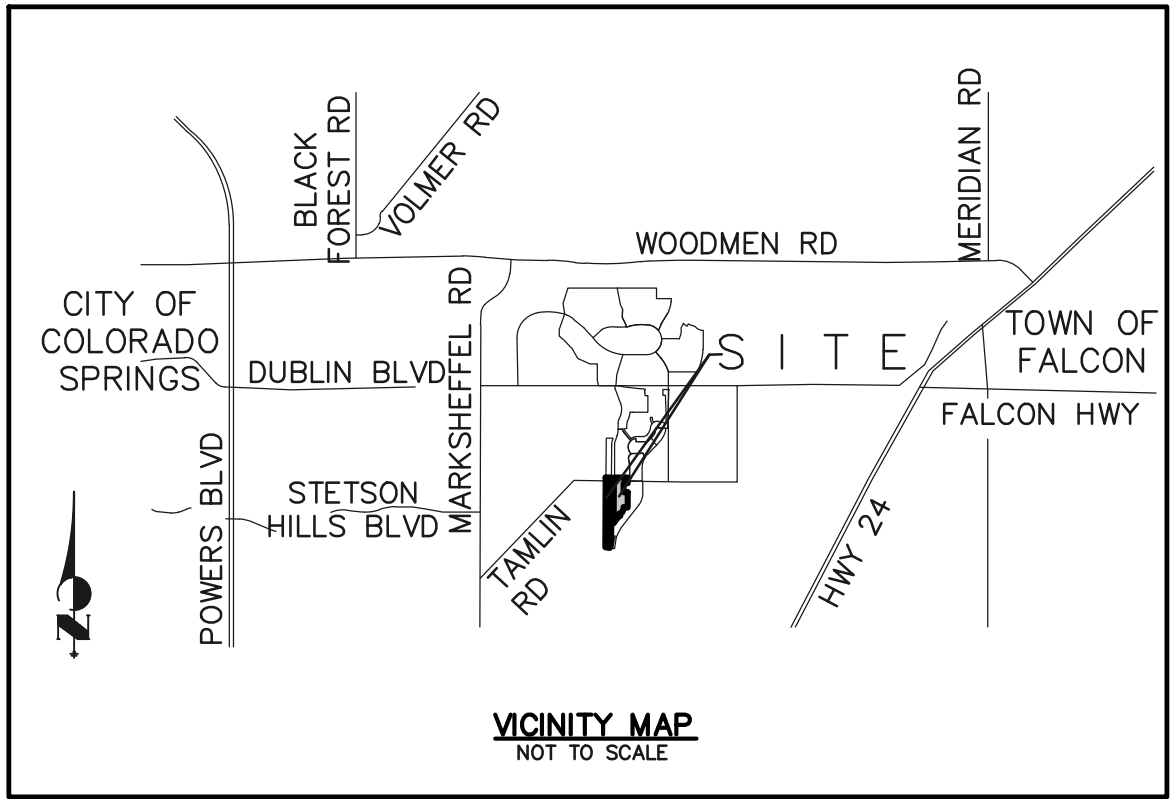 BLACK
FOREST RD
VOLMER RD
MERIDIAN RD
WOODMEN RD
CITY OF
COLORADO
SPRINGS
DUBLIN BLVD
MARKSHEFFEL RD
SITE
TOWN OF
FALCON
FALCON HWY
POWERS BLVD
STETSON
HILLS BLVD
TAMLIN
RD
HWY 24
N
VICINITY MAP
NOT TO SCALE